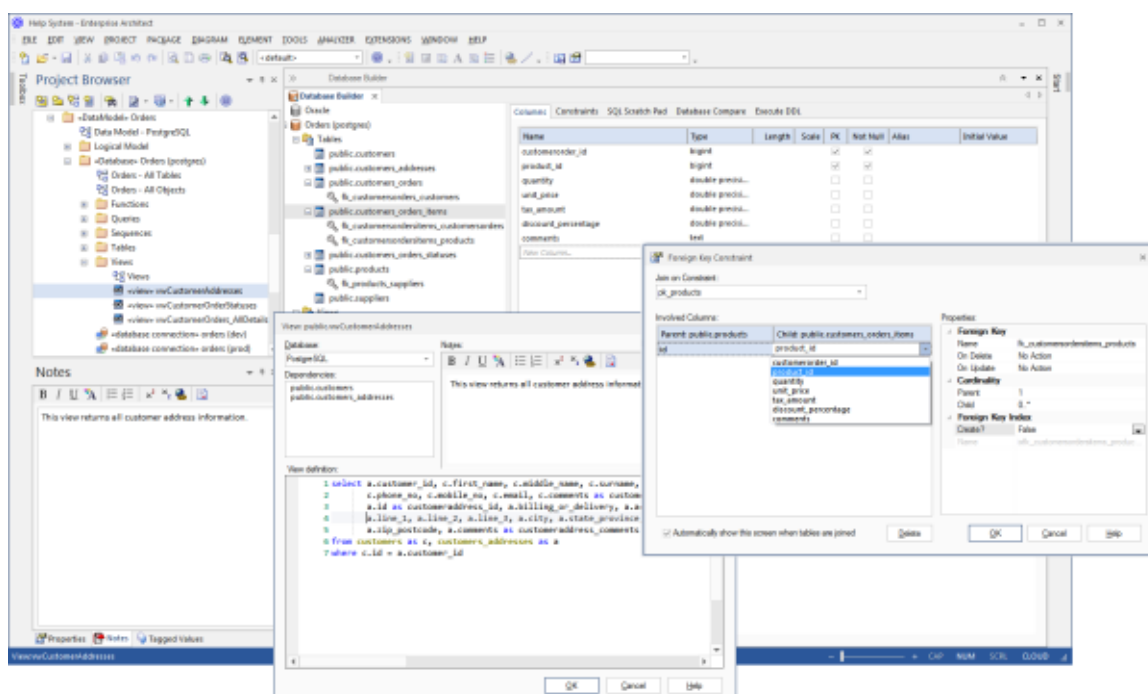 Help System - Enterprise Architect
FILE EDIT VIEW PROJECT PACKAGE DIAGRAM ELEMENT TOOLS ANALYZER EXTENSIONS WINDOW HELP
<default>
Toolbox
Project Browser
«DataModel» Orders
Data Model - PostgreSQL
Logical Model
«Database» Orders (postgres)
Orders - All Tables
Orders - All Objects
Functions
Queries
Sequences
Tables
Views
Views
«view» vwCustomerAddresses
«view» vwCustomerOrderStatuses
«view» vwCustomerOrders_AllDetails
«database connection» orders (dev)
«database connection» orders (prod)
Notes
This view returns all customer address information.
Properties Notes Tagged Values
View:vwCustomerAddresses
CAP NUM SCRL CLOUD
Database Builder
Start
Database Builder
Oracle
Orders (postgres)
Tables
public.customers
public.customers_addresses
public.customers_orders
fk_customersorders_customers
public.customers_orders_items
fk_customersordersitems_customersorders
fk_customersordersitems_products
public.customers_orders_statuses
public.products
fk_products_suppliers
public.suppliers
Views
Columns Constraints SQL Scratch Pad Database Compare Execute DDL
Name Type Length Scale PK Not Null Alias Initial Value
customerorder_id bigint
product_id bigint
quantity double precisi...
unit_price double precisi...
tax_amount double precisi...
discount_percentage double precisi...
comments text
New Column...
View: public.vwCustomerAddresses
Database:
PostgreSQL
Dependencies:
public.customers
public.customers_addresses
Notes:
This view returns all customer address informat
View definition:
1 select a.customer_id, c.first_name, c.middle_name, c.surname,
2 c.phone_no, c.mobile_no, c.email, c.comments as custome
3 a.id as customeraddress_id, a.billing_or_delivery, a.a
4 a.line_1, a.line_2, a.line_3, a.city, a.state_province
5 a.zip_postcode, a.comments as customeraddress_comments
6 from customers as c, customers_addresses as a
7 where c.id = a.customer_id
OK Cancel Help
Foreign Key Constraint
Join on Constraint:
pk_products
Involved Columns:
Parent: public.products Child: public.customers_orders_items
id product_id
customerorder_id
product_id
quantity
unit_price
tax_amount
discount_percentage
comments
Properties:
Foreign Key
Name fk_customersordersitems_products
On Delete No Action
On Update No Action
Cardinality
Parent 1
Child 0..*
Foreign Key Index
Create? False
Name
Automatically show this screen when tables are joined
Delete OK Cancel Help